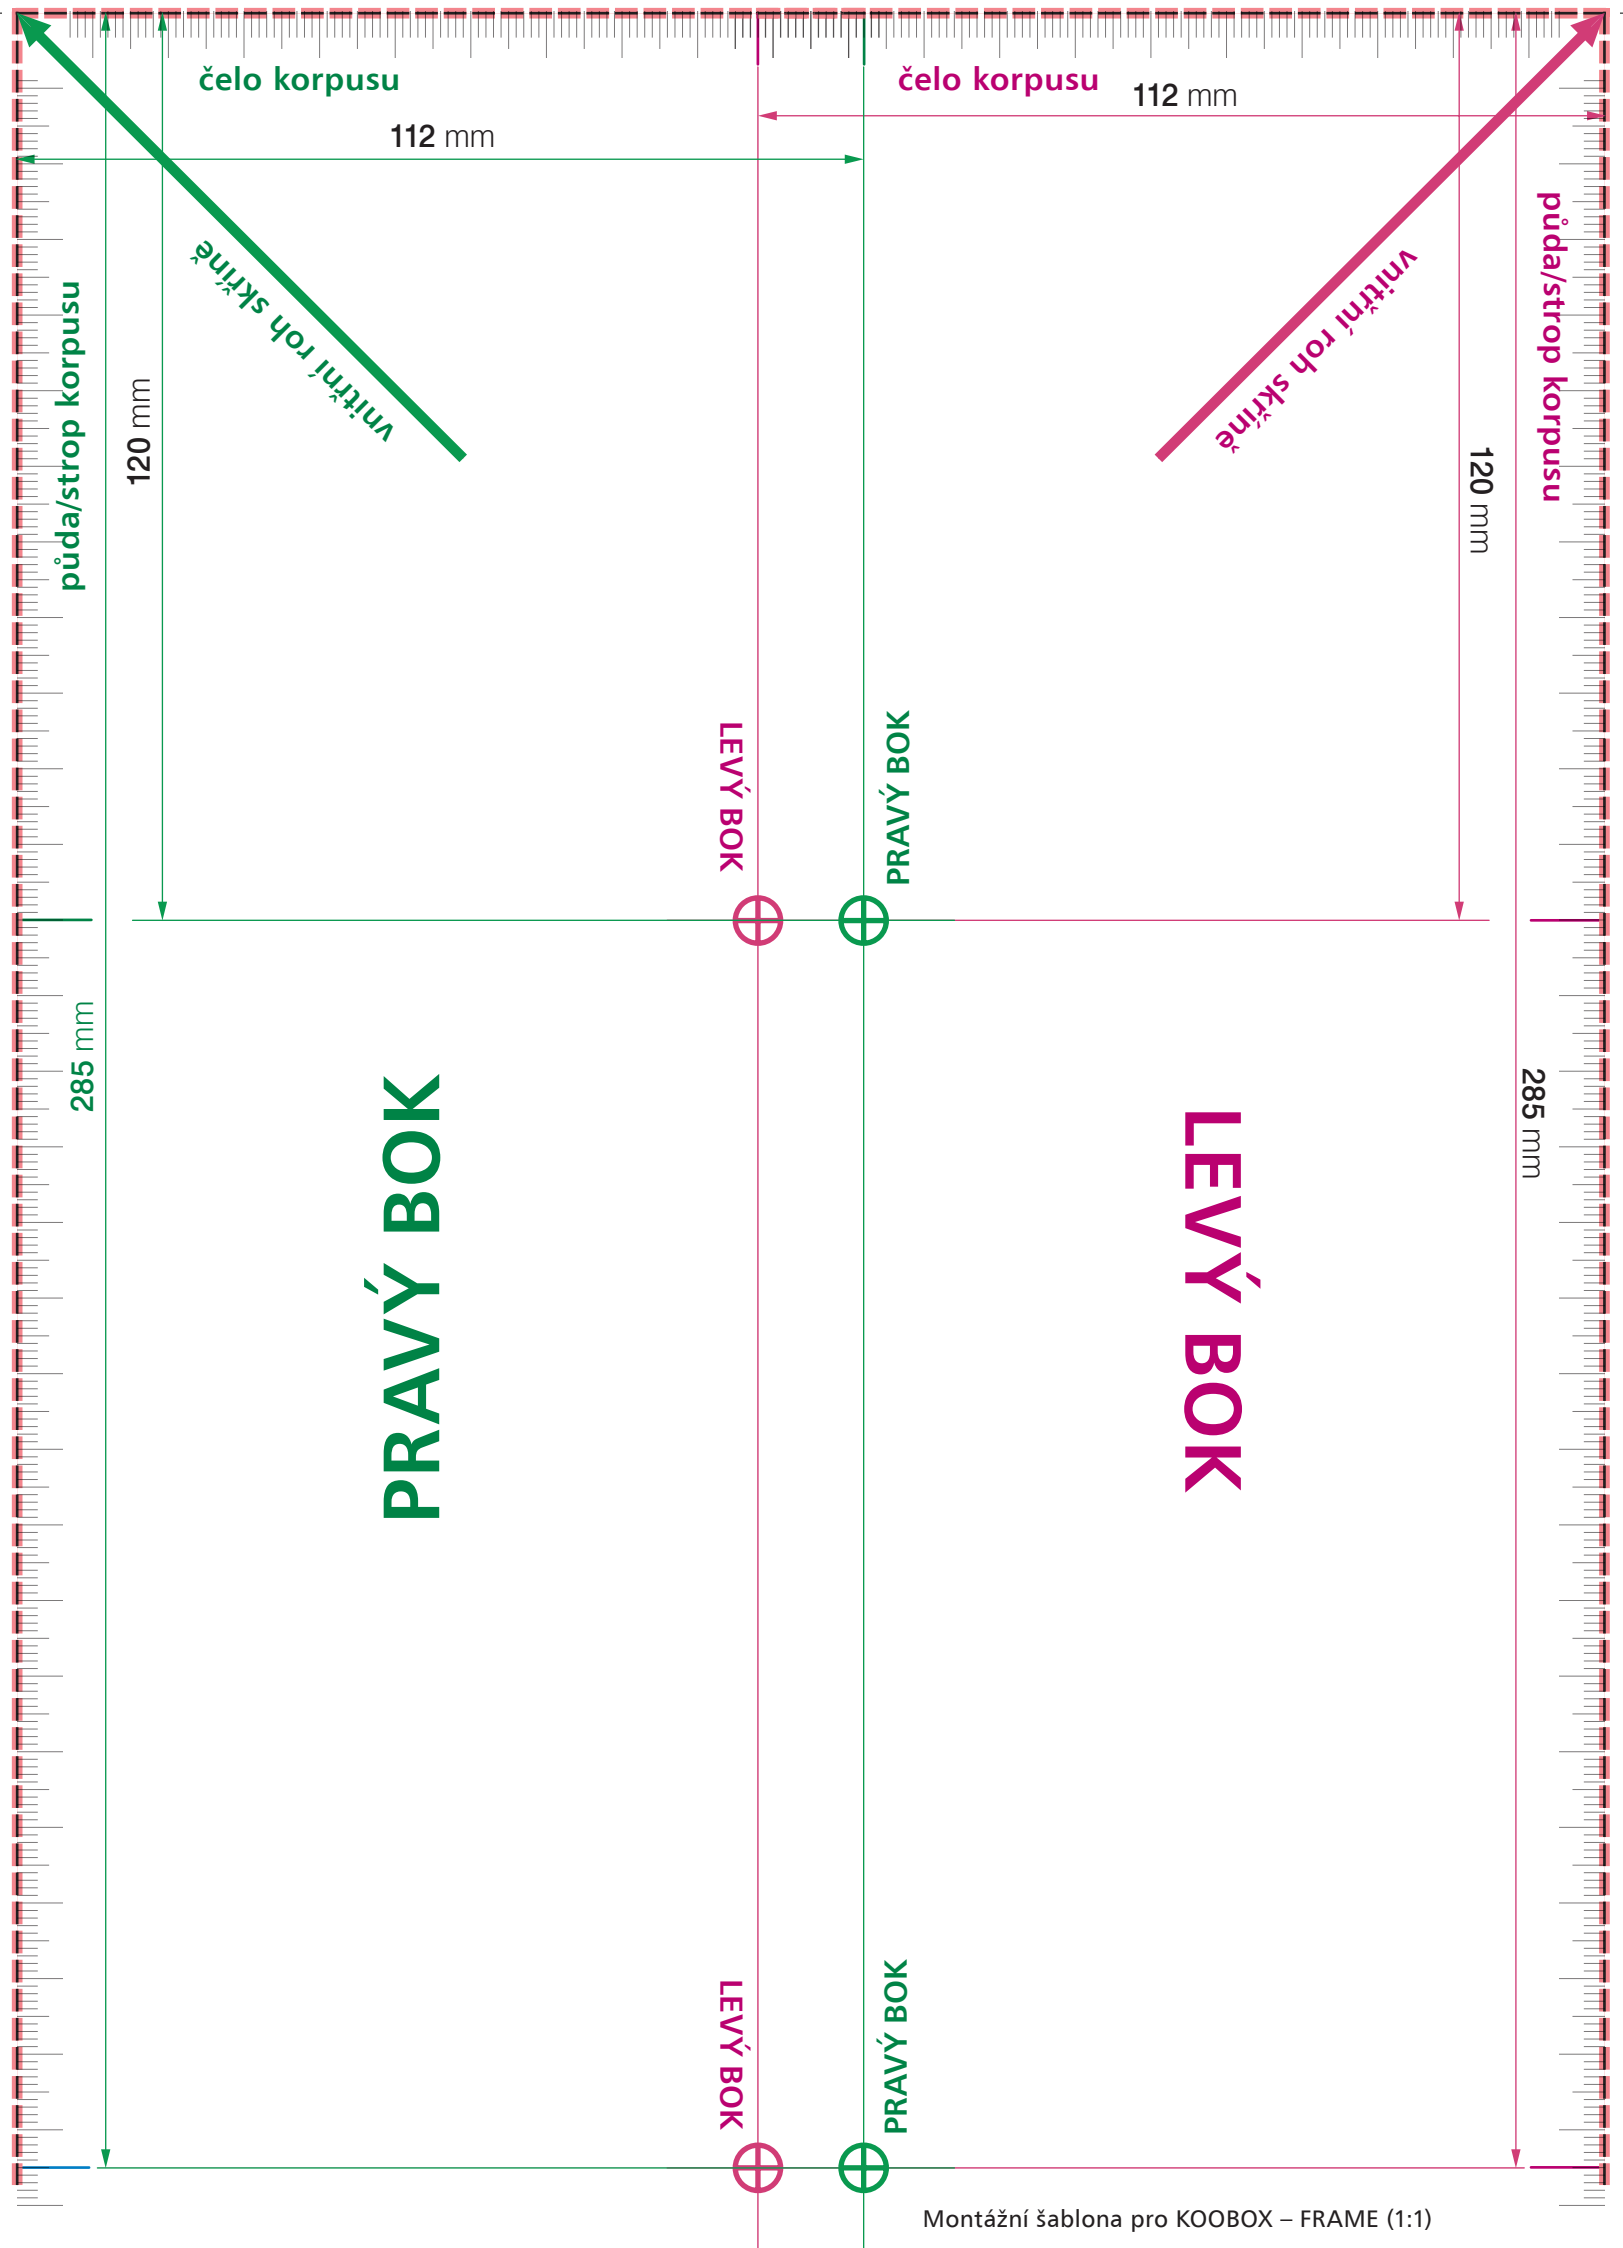 čelo korpusu
čelo korpusu
112 mm
112 mm
vnitřní roh skříně
vnitřní roh skříně
půda/strop korpusu
půda/strop korpusu
120 mm
120 mm
LEVÝ BOK
PRAVÝ BOK
285 mm
285 mm
PRAVÝ BOK
LEVÝ BOK
LEVÝ BOK
PRAVÝ BOK
Montážní šablona pro KOOBOX – FRAME (1:1)